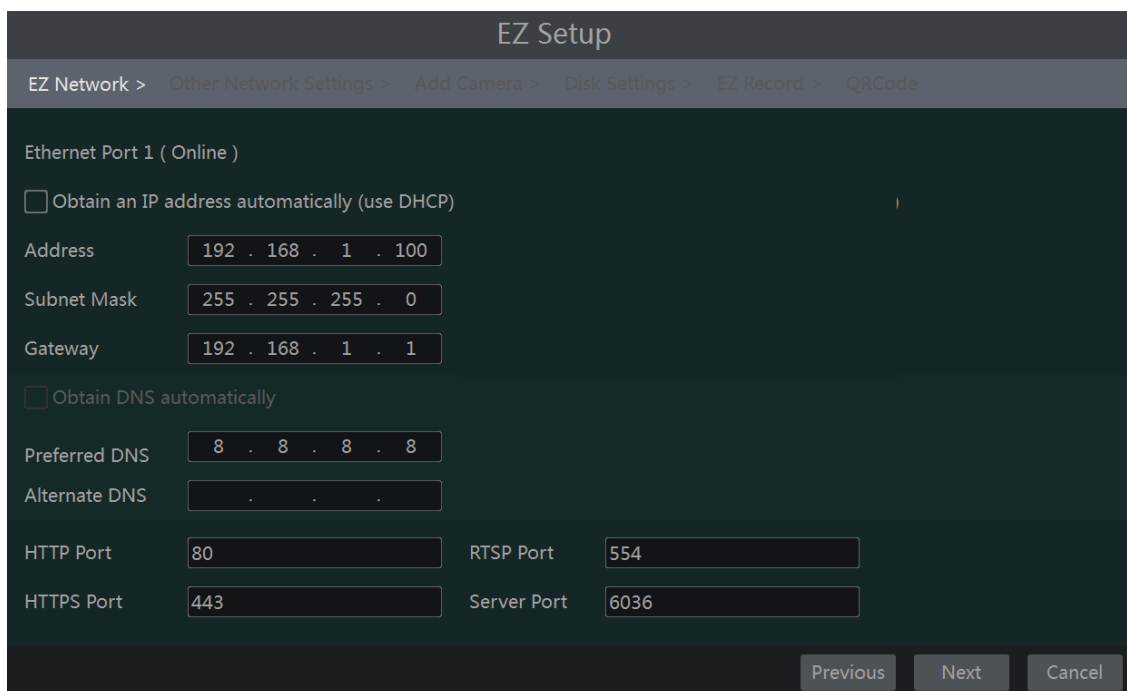 EZ Setup
EZ Network > Other Network Settings > Add Camera > Disk Settings > EZ Record > QRCode
Ethernet Port 1 ( Online )
Obtain an IP address automatically (use DHCP) )
Address 192 . 168 . 1 . 100
Subnet Mask 255 . 255 . 255 . 0
Gateway 192 . 168 . 1 . 1
Obtain DNS automatically
Preferred DNS 8 . 8 . 8 . 8
Alternate DNS . . .
HTTP Port 80 RTSP Port 554
HTTPS Port 443 Server Port 6036
Previous Next Cancel